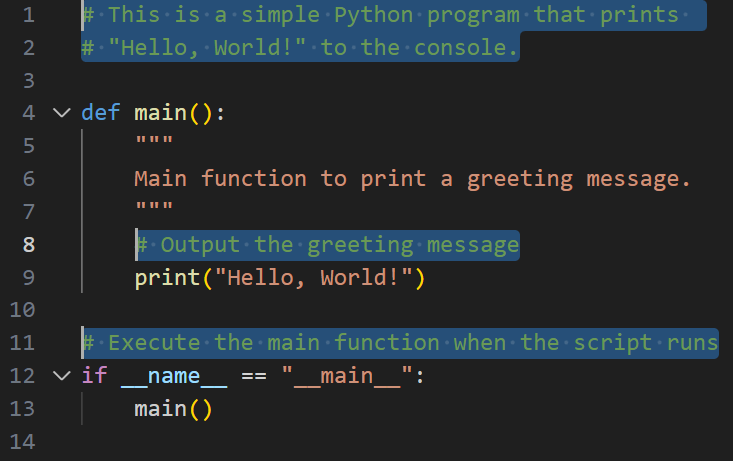 1 # This is a simple Python program that prints
2 # "Hello, World!" to the console.
3
4 def main():
5     """
6     Main function to print a greeting message.
7     """
8     # Output the greeting message
9     print("Hello, World!")
10
11 # Execute the main function when the script runs
12 if __name__ == "__main__":
13     main()
14